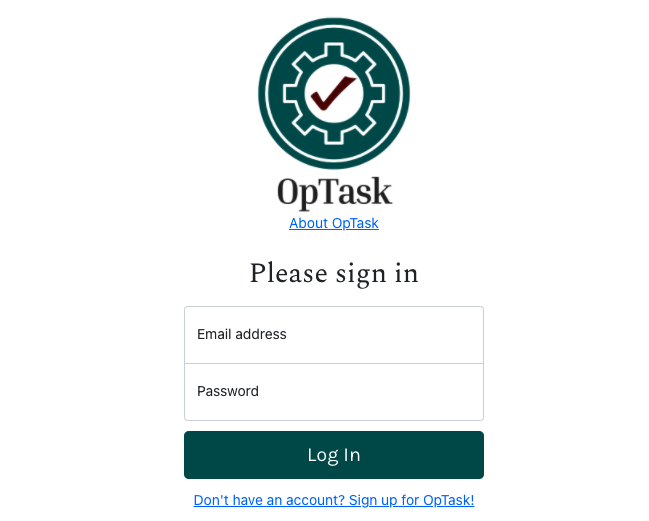 OpTask
About OpTask
Please sign in
Email address
Password
Log In
Don't have an account? Sign up for OpTask!